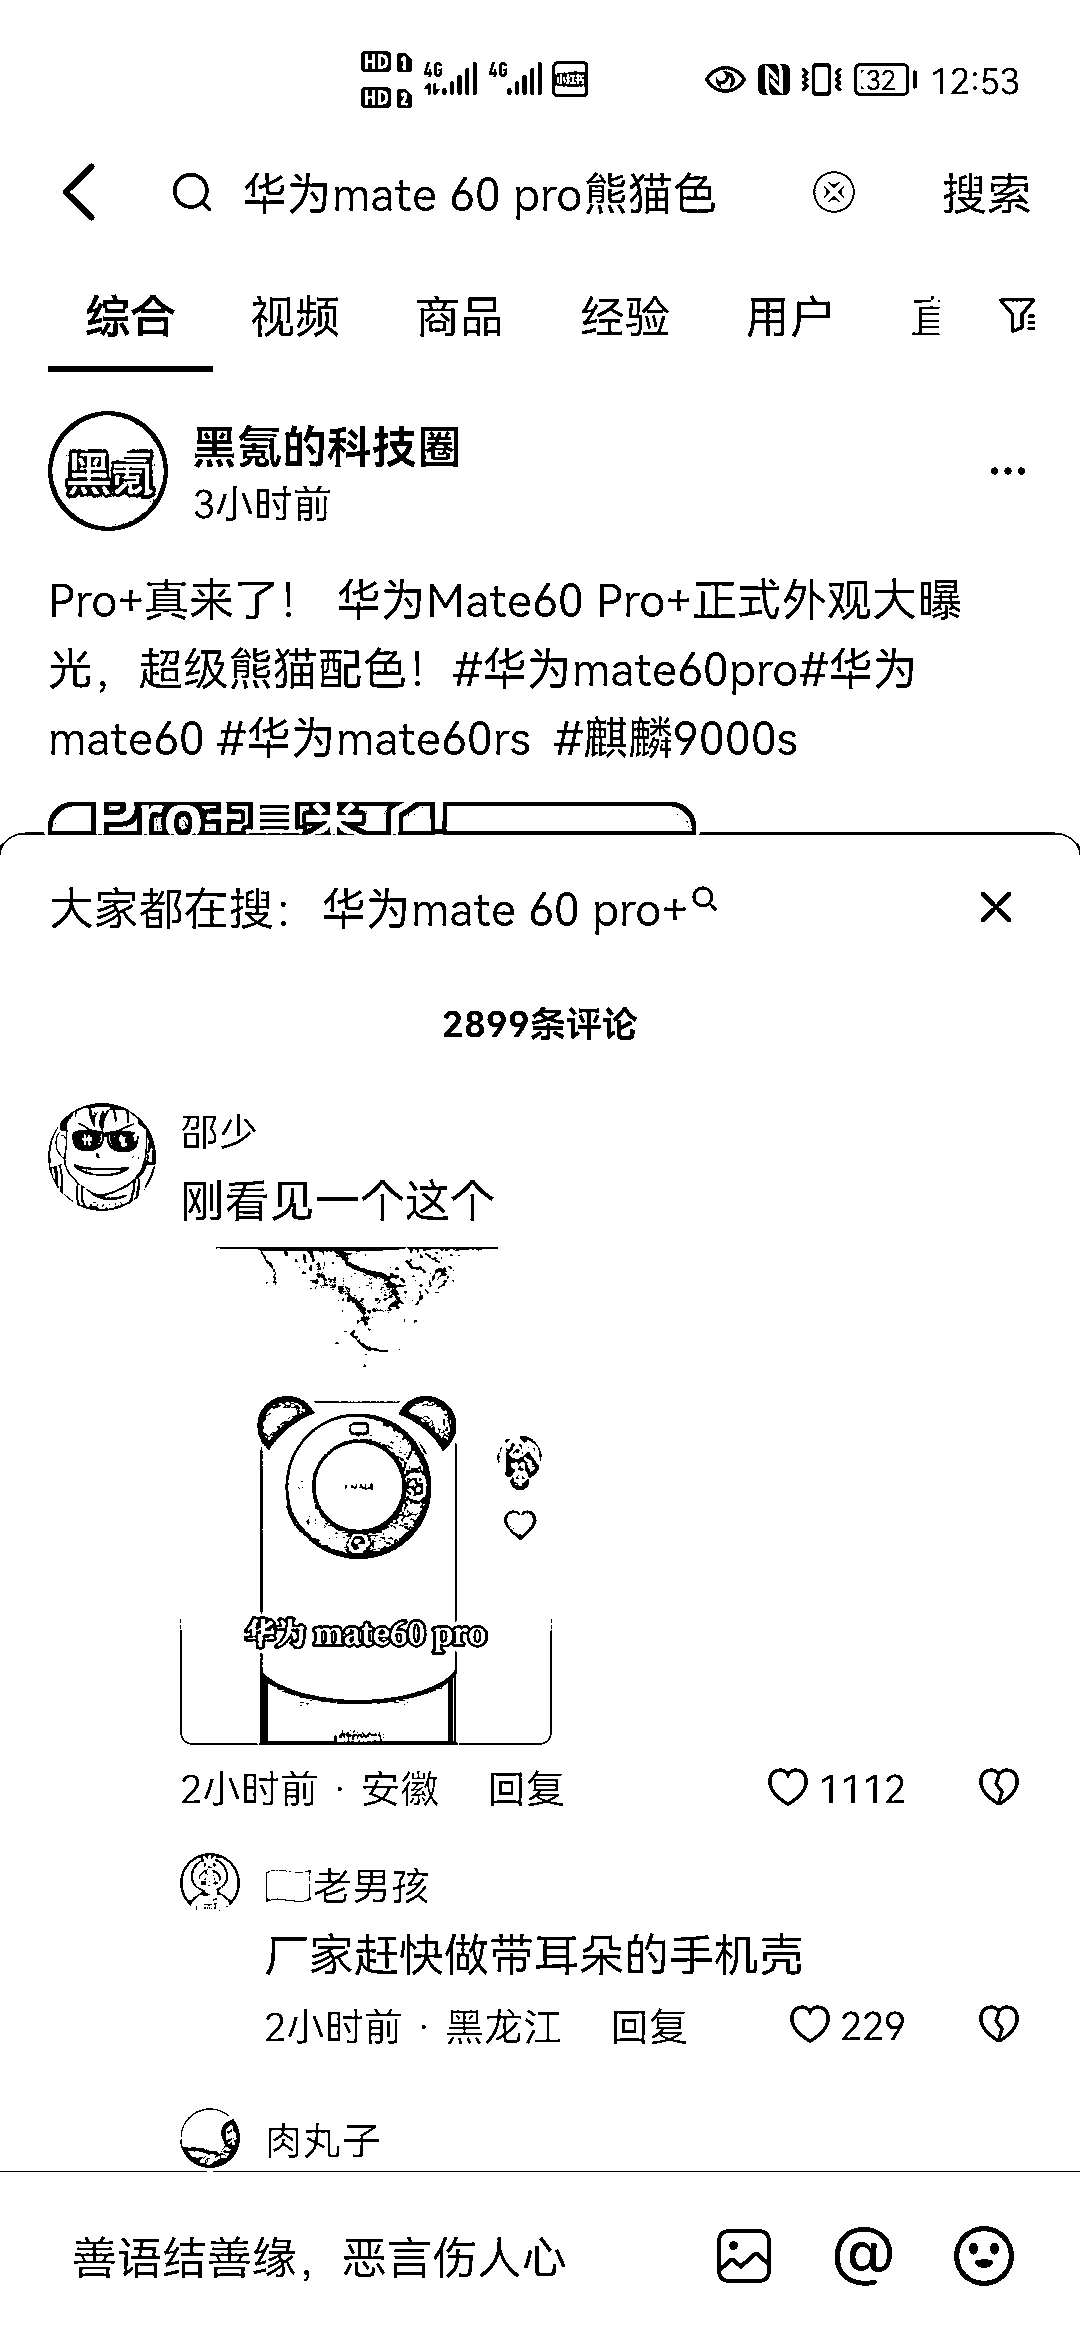 HD 1 4G 4G 32 12:53
HD 2
华为mate 60 pro熊猫色 搜索
综合 视频 商品 经验 用户
黑氪
黑氪的科技圈
3小时前
Pro+真来了！ 华为Mate60 Pro+正式外观大曝
光，超级熊猫配色！#华为mate60pro#华为
mate60 #华为mate60rs #麒麟9000s
Pro+真来了
大家都在搜：华为mate 60 pro+
2899条评论
邵少
刚看见一个这个
华为 mate60 pro
2小时前 · 安徽 回复 1112
老男孩
厂家赶快做带耳朵的手机壳
2小时前 · 黑龙江 回复 229
肉丸子
善语结善缘，恶言伤人心 @